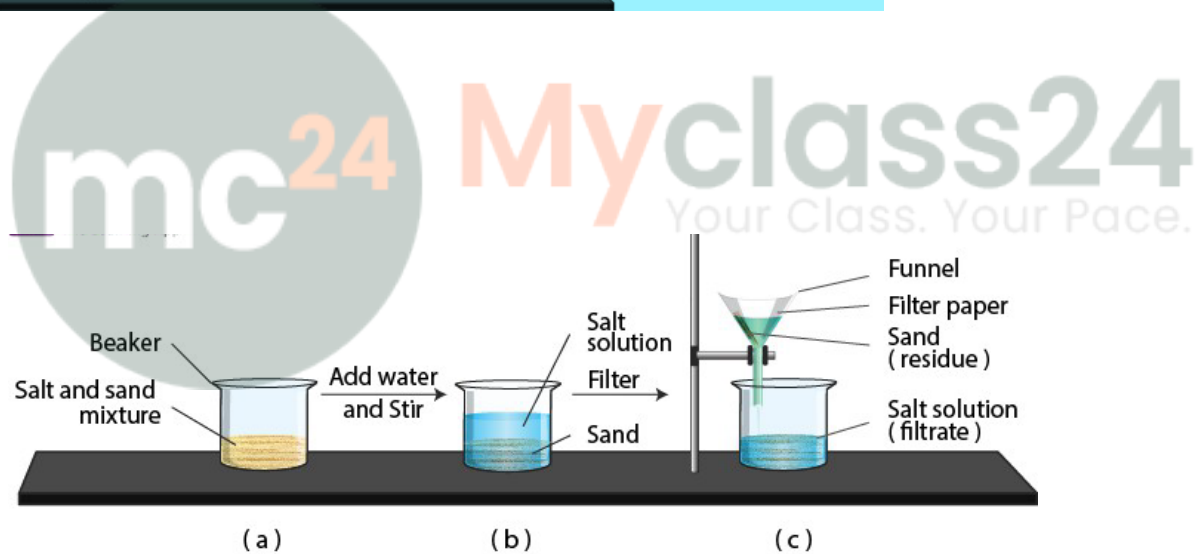 mc24
Myclass24
Your Class. Your Pace.
Funnel
Filter paper
Sand
( residue )
Salt
solution
Beaker
Salt and sand
mixture
Add water
and Stir
Filter
Sand
Salt solution
( filtrate )
( a )
( b )
( c )